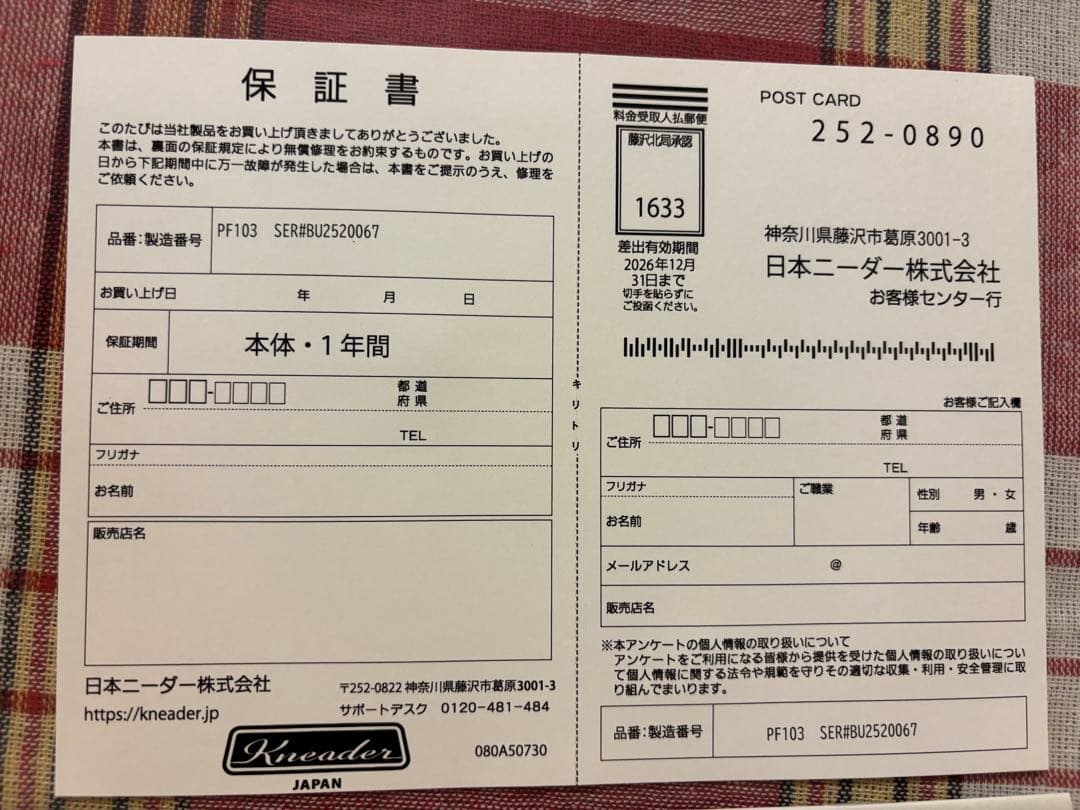 保証書
このたびは当社製品をお買い上げ頂きましてありがとうございました。
本書は、裏面の保証規定により無償修理をお約束するものです。お買い上げの
日から下記期間中に万一故障が発生した場合は、本書をご提示のうえ、修理を
ご依頼ください。
品番:製造番号 PF103 SER#BU2520067
お買い上げ日 年 月 日
保証期間 本体・1年間
ご住所 - 都道
府県
TEL
フリガナ
お名前
販売店名
日本ニーダー株式会社
https://kneader.jp
〒252-0822 神奈川県藤沢市葛原3001-3
サポートデスク 0120-481-484
Kneader
JAPAN
080A50730
キリトリ
料金受取人払郵便
藤沢北局承認
1633
差出有効期間
2026年12月
31日まで
切手を貼らずに
ご投函ください。
POST CARD
252-0890
神奈川県藤沢市葛原3001-3
日本ニーダー株式会社
お客様センター行
お客様ご記入欄
ご住所 - 都道
府県
TEL
フリガナ
お名前
ご職業
性別 男・女
年齢 歳
メールアドレス @
販売店名
※本アンケートの個人情報の取り扱いについて
アンケートをご利用になる皆様から提供を受けた個人情報の取り扱いについ
て個人情報に関する法令や規範を守りその適切な収集・利用・安全管理に取
り組んでまいります。
品番:製造番号 PF103 SER#BU2520067